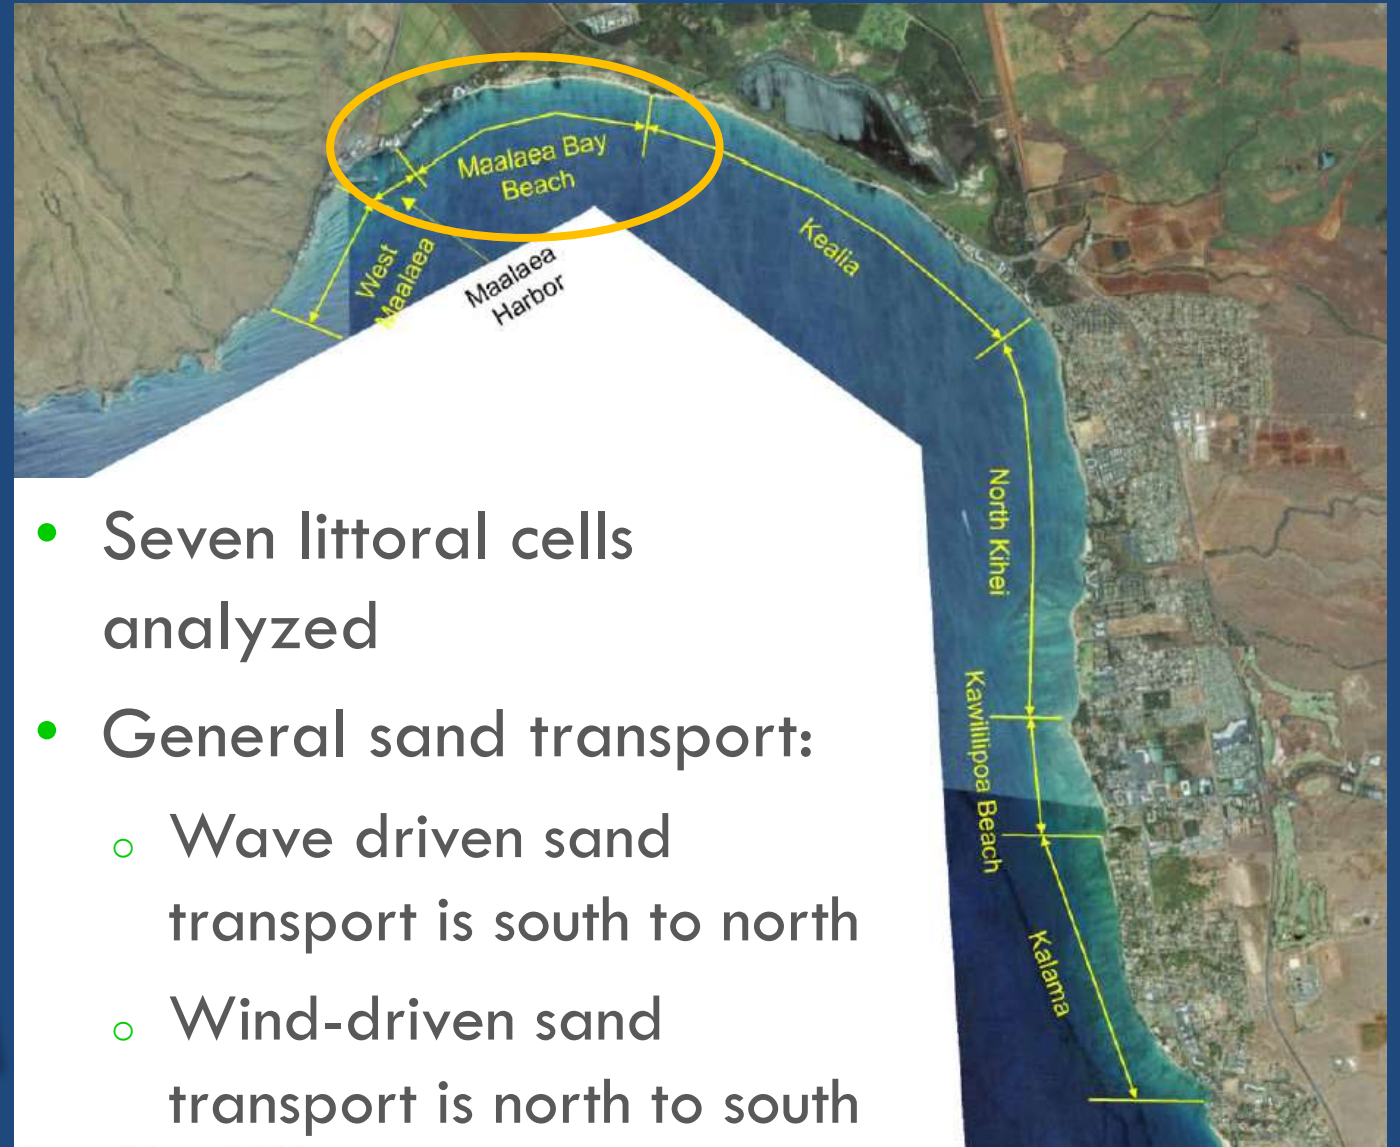 Maalaea Bay
Beach
West
Maalaea
Maalaea
Harbor
Kealia
North Kihei
Kawililipoa Beach
Kalama
• Seven littoral cells
analyzed
• General sand transport:
o Wave driven sand
transport is south to north
o Wind-driven sand
transport is north to south